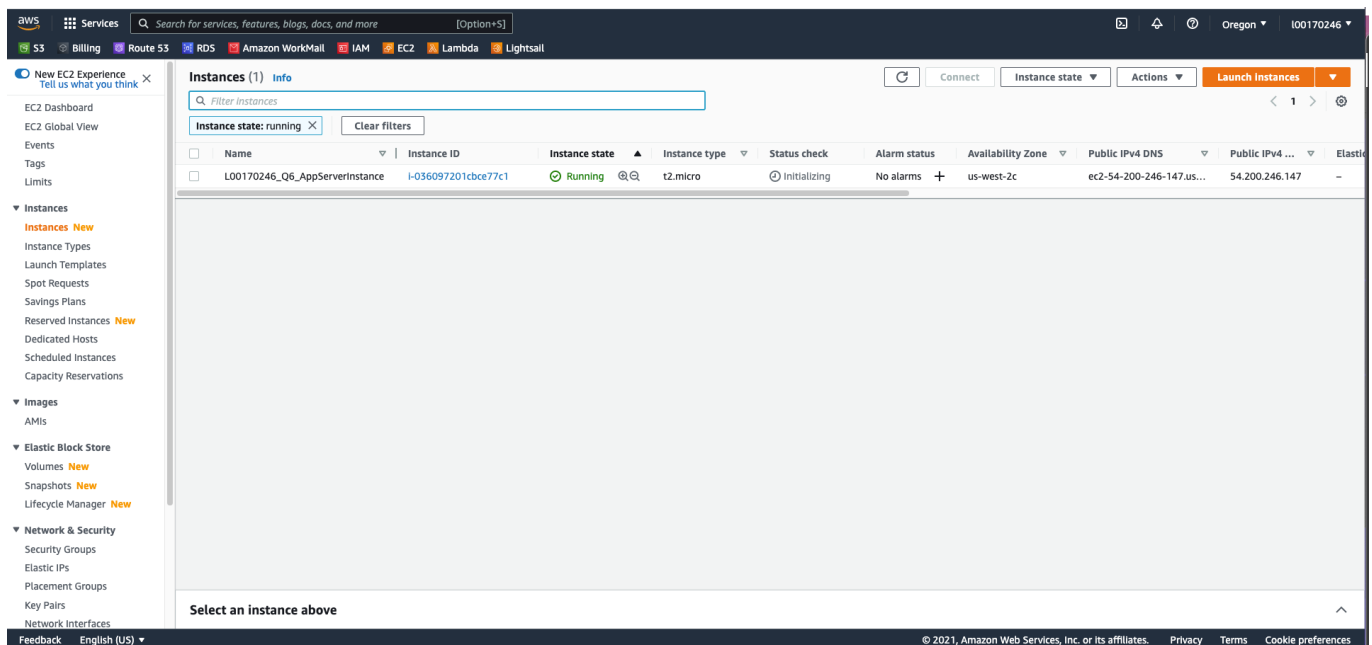 aws Services Search for services, features, blogs, docs, and more [Option+S] Oregon l00170246
S3 Billing Route 53 RDS Amazon WorkMail IAM EC2 Lambda Lightsail
New EC2 Experience
Tell us what you think
EC2 Dashboard
EC2 Global View
Events
Tags
Limits
Instances
Instances New
Instance Types
Launch Templates
Spot Requests
Savings Plans
Reserved Instances New
Dedicated Hosts
Scheduled Instances
Capacity Reservations
Images
AMIs
Elastic Block Store
Volumes New
Snapshots New
Lifecycle Manager New
Network & Security
Security Groups
Elastic IPs
Placement Groups
Key Pairs
Network Interfaces
Instances (1) Info Connect Instance state Actions Launch instances
Filter instances 1
Instance state: running Clear filters
Name Instance ID Instance state Instance type Status check Alarm status Availability Zone Public IPv4 DNS Public IPv4 ... Elastic
L00170246_Q6_AppServerInstance i-036097201cbce77c1 Running t2.micro Initializing No alarms + us-west-2c ec2-54-200-246-147.us... 54.200.246.147 –
Select an instance above
Feedback English (US) © 2021, Amazon Web Services, Inc. or its affiliates. Privacy Terms Cookie preferences